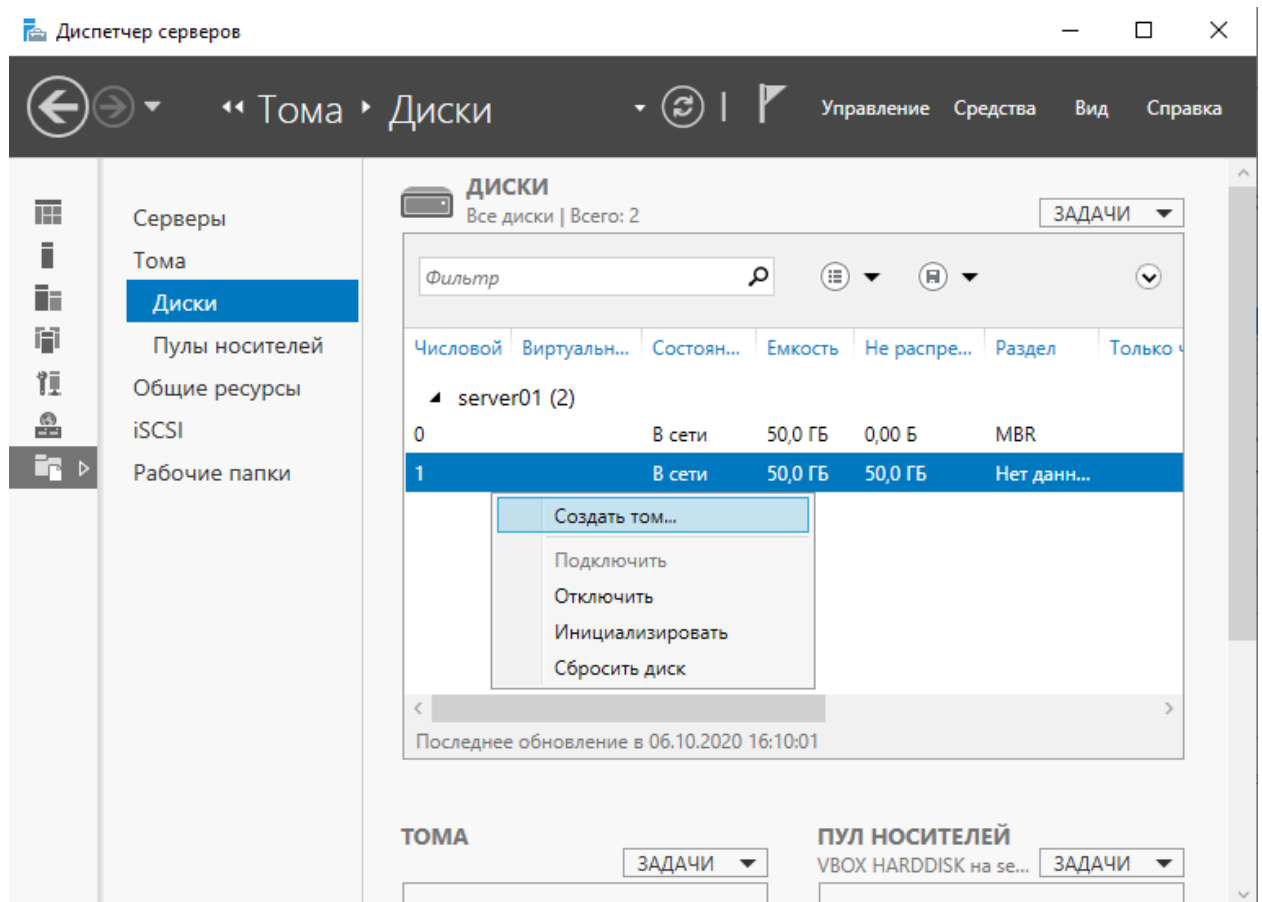 Диспетчер серверов
Тома Диски
Управление Средства Вид Справка
Серверы
Тома
Диски
Пулы носителей
Общие ресурсы
iSCSI
Рабочие папки
ДИСКИ
Все диски | Всего: 2
ЗАДАЧИ
Фильтр
Числовой Виртуальн... Состоян... Емкость Не распре... Раздел Только ч
server01 (2)
0 В сети 50,0 ГБ 0,00 Б MBR
1 В сети 50,0 ГБ 50,0 ГБ Нет данн...
Создать том...
Подключить
Отключить
Инициализировать
Сбросить диск
Последнее обновление в 06.10.2020 16:10:01
ТОМА
ЗАДАЧИ
ПУЛ НОСИТЕЛЕЙ
VBOX HARDDISK на se...
ЗАДАЧИ